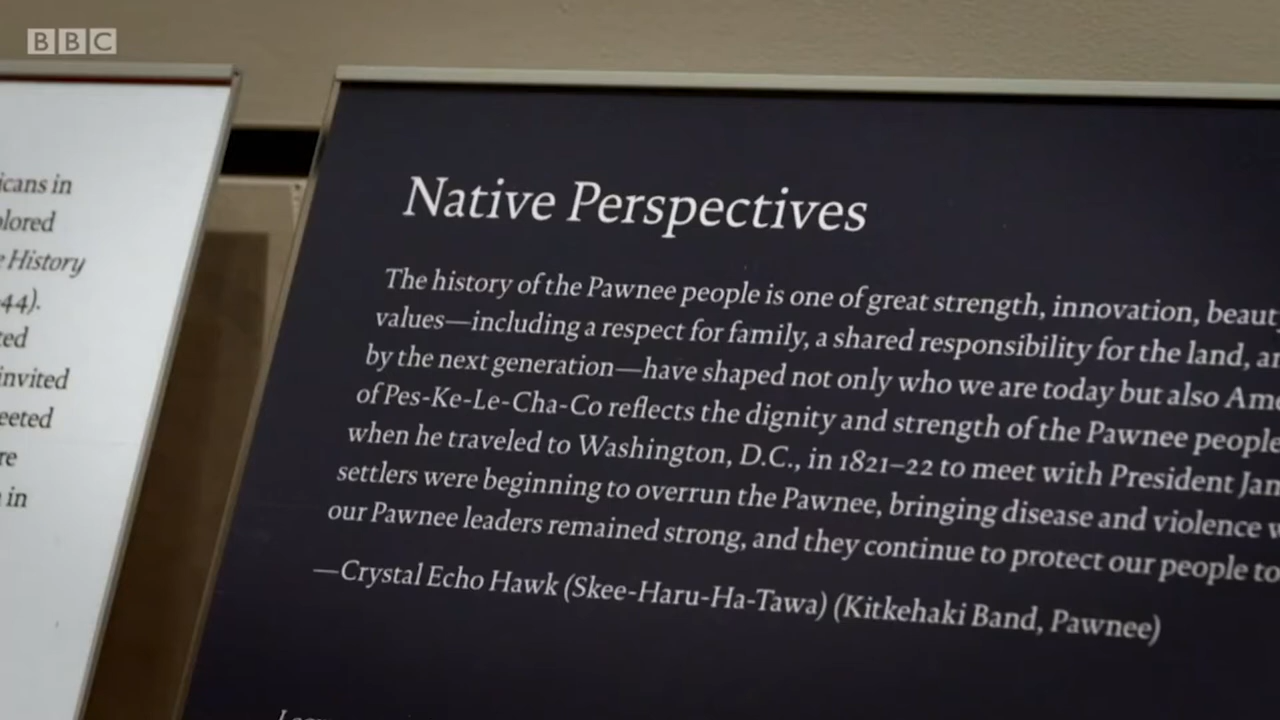 BBC
icans in
lored
History
44).
ted
invited
eeted
re
in
Native Perspectives
The history of the Pawnee people is one of great strength, innovation, beaut
values—including a respect for family, a shared responsibility for the land, an
by the next generation—have shaped not only who we are today but also Ame
of Pes-Ke-Le-Cha-Co reflects the dignity and strength of the Pawnee people
when he traveled to Washington, D.C., in 1821–22 to meet with President Jam
settlers were beginning to overrun the Pawnee, bringing disease and violence w
our Pawnee leaders remained strong, and they continue to protect our people to
—Crystal Echo Hawk (Skee-Haru-Ha-Tawa) (Kitkehaki Band, Pawnee)